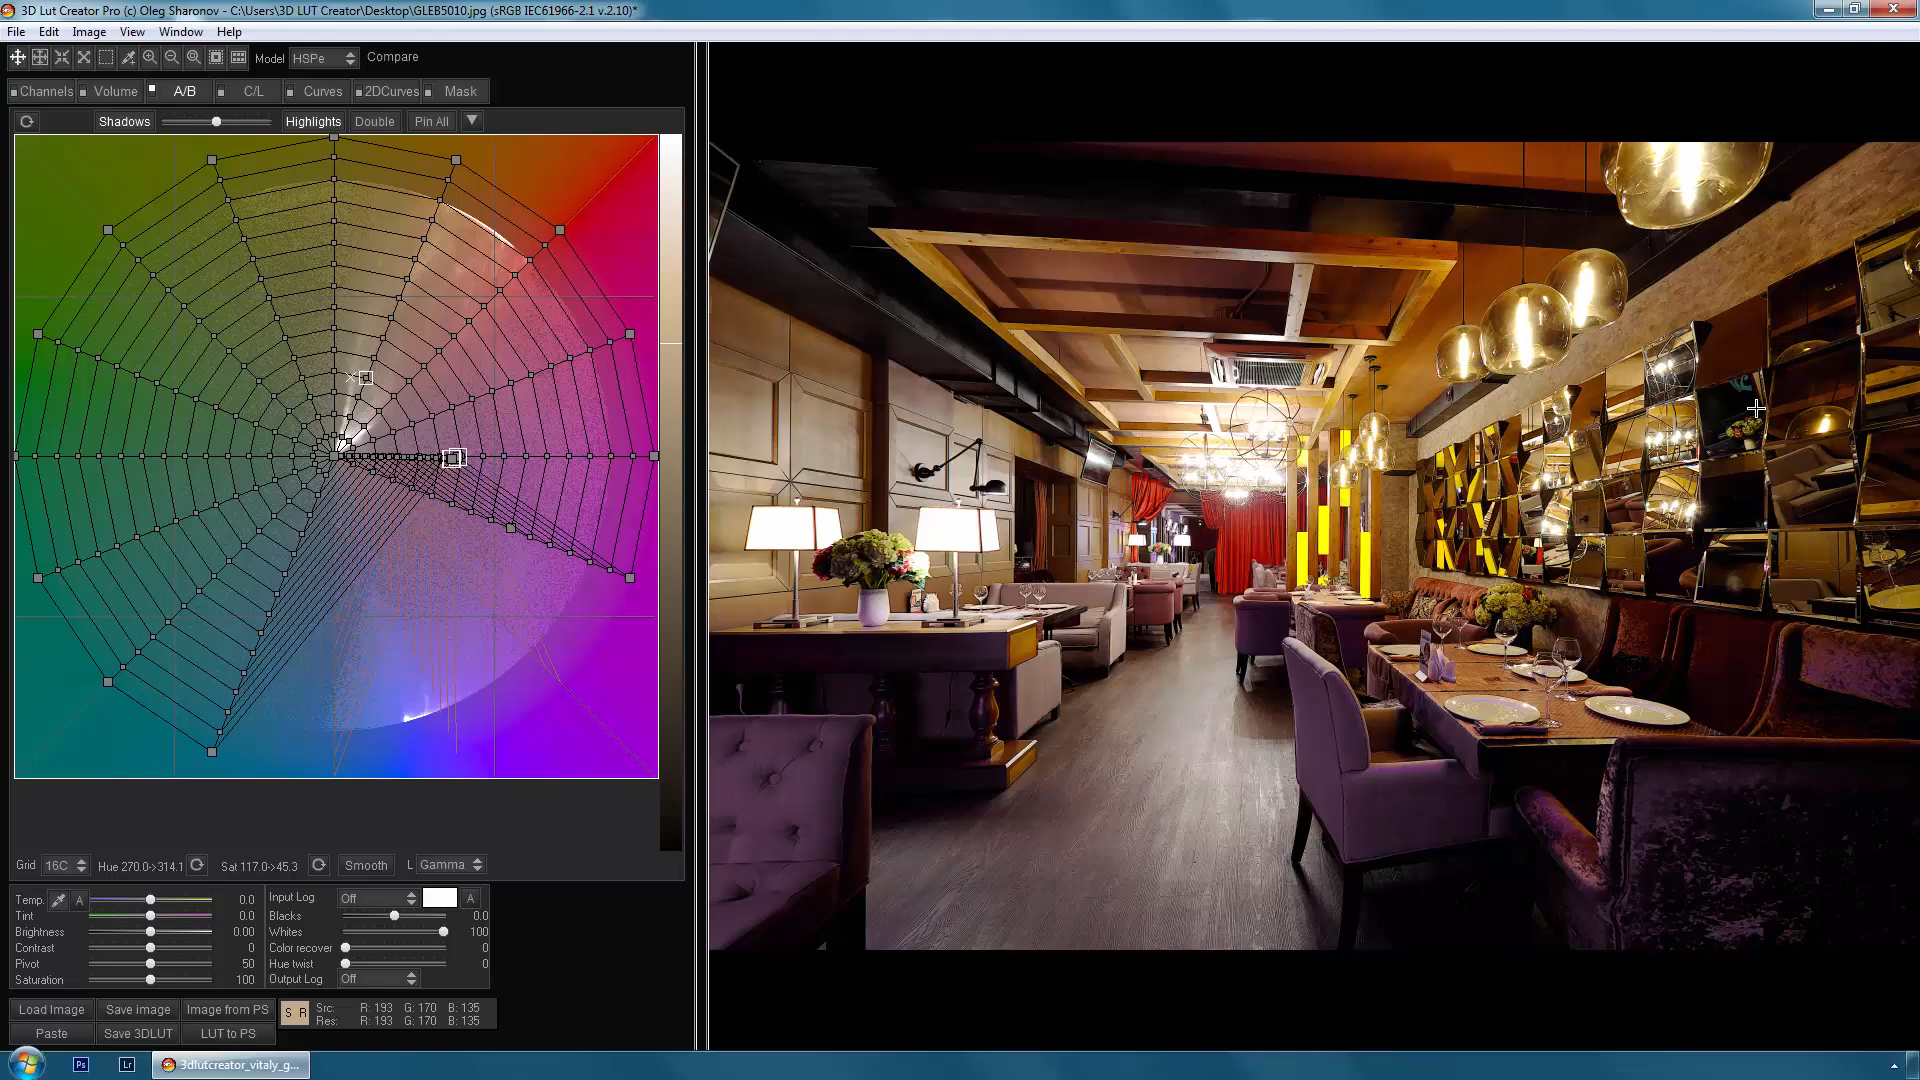 3D Lut Creator Pro (c) Oleg Sharonov - C:\Users\3D LUT Creator\Desktop\GLEB5010.jpg (sRGB IEC61966-2.1 v.2.10)*
File Edit Image View Window Help
Model HSPe Compare
Channels Volume A/B C/L Curves 2DCurves Mask
Shadows Highlights Double Pin All
Grid 16C Hue 270.0->314.1 Sat 117.0->45.3 Smooth L Gamma
Temp. A 0.0 Input Log Off A
Tint 0.0 Blacks 0.0
Brightness 0.00 Whites 100
Contrast 0 Color recover 0
Pivot 50 Hue twist 0
Saturation 100 Output Log Off
Load Image Save image Image from PS S R Src: R: 193 G: 170 B: 135
Res: R: 193 G: 170 B: 135
Paste Save 3DLUT LUT to PS
Ps Lr 3dlutcreator_vitaly_g...